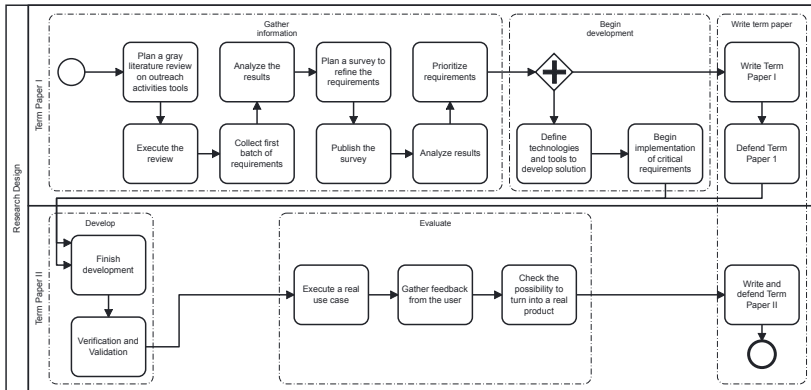 Research Design
Term Paper I
Gather
information
Plan a gray
literature review
on outreach
activities tools
Execute the
review
Collect first
batch of
requirements
Analyze the
results
Plan a survey to
refine the
requirements
Publish the
survey
Analyze results
Prioritize
requirements
Begin
development
Define
technologies
and tools to
develop solution
Begin
implementation
of critical
requirements
Write term paper
Write Term
Paper I
Defend Term
Paper 1
Term Paper II
Develop
Finish
development
Verification and
Validation
Evaluate
Execute a real
use case
Gather feedback
from the user
Check the
possibility to
turn into a real
product
Write and
defend Term
Paper II